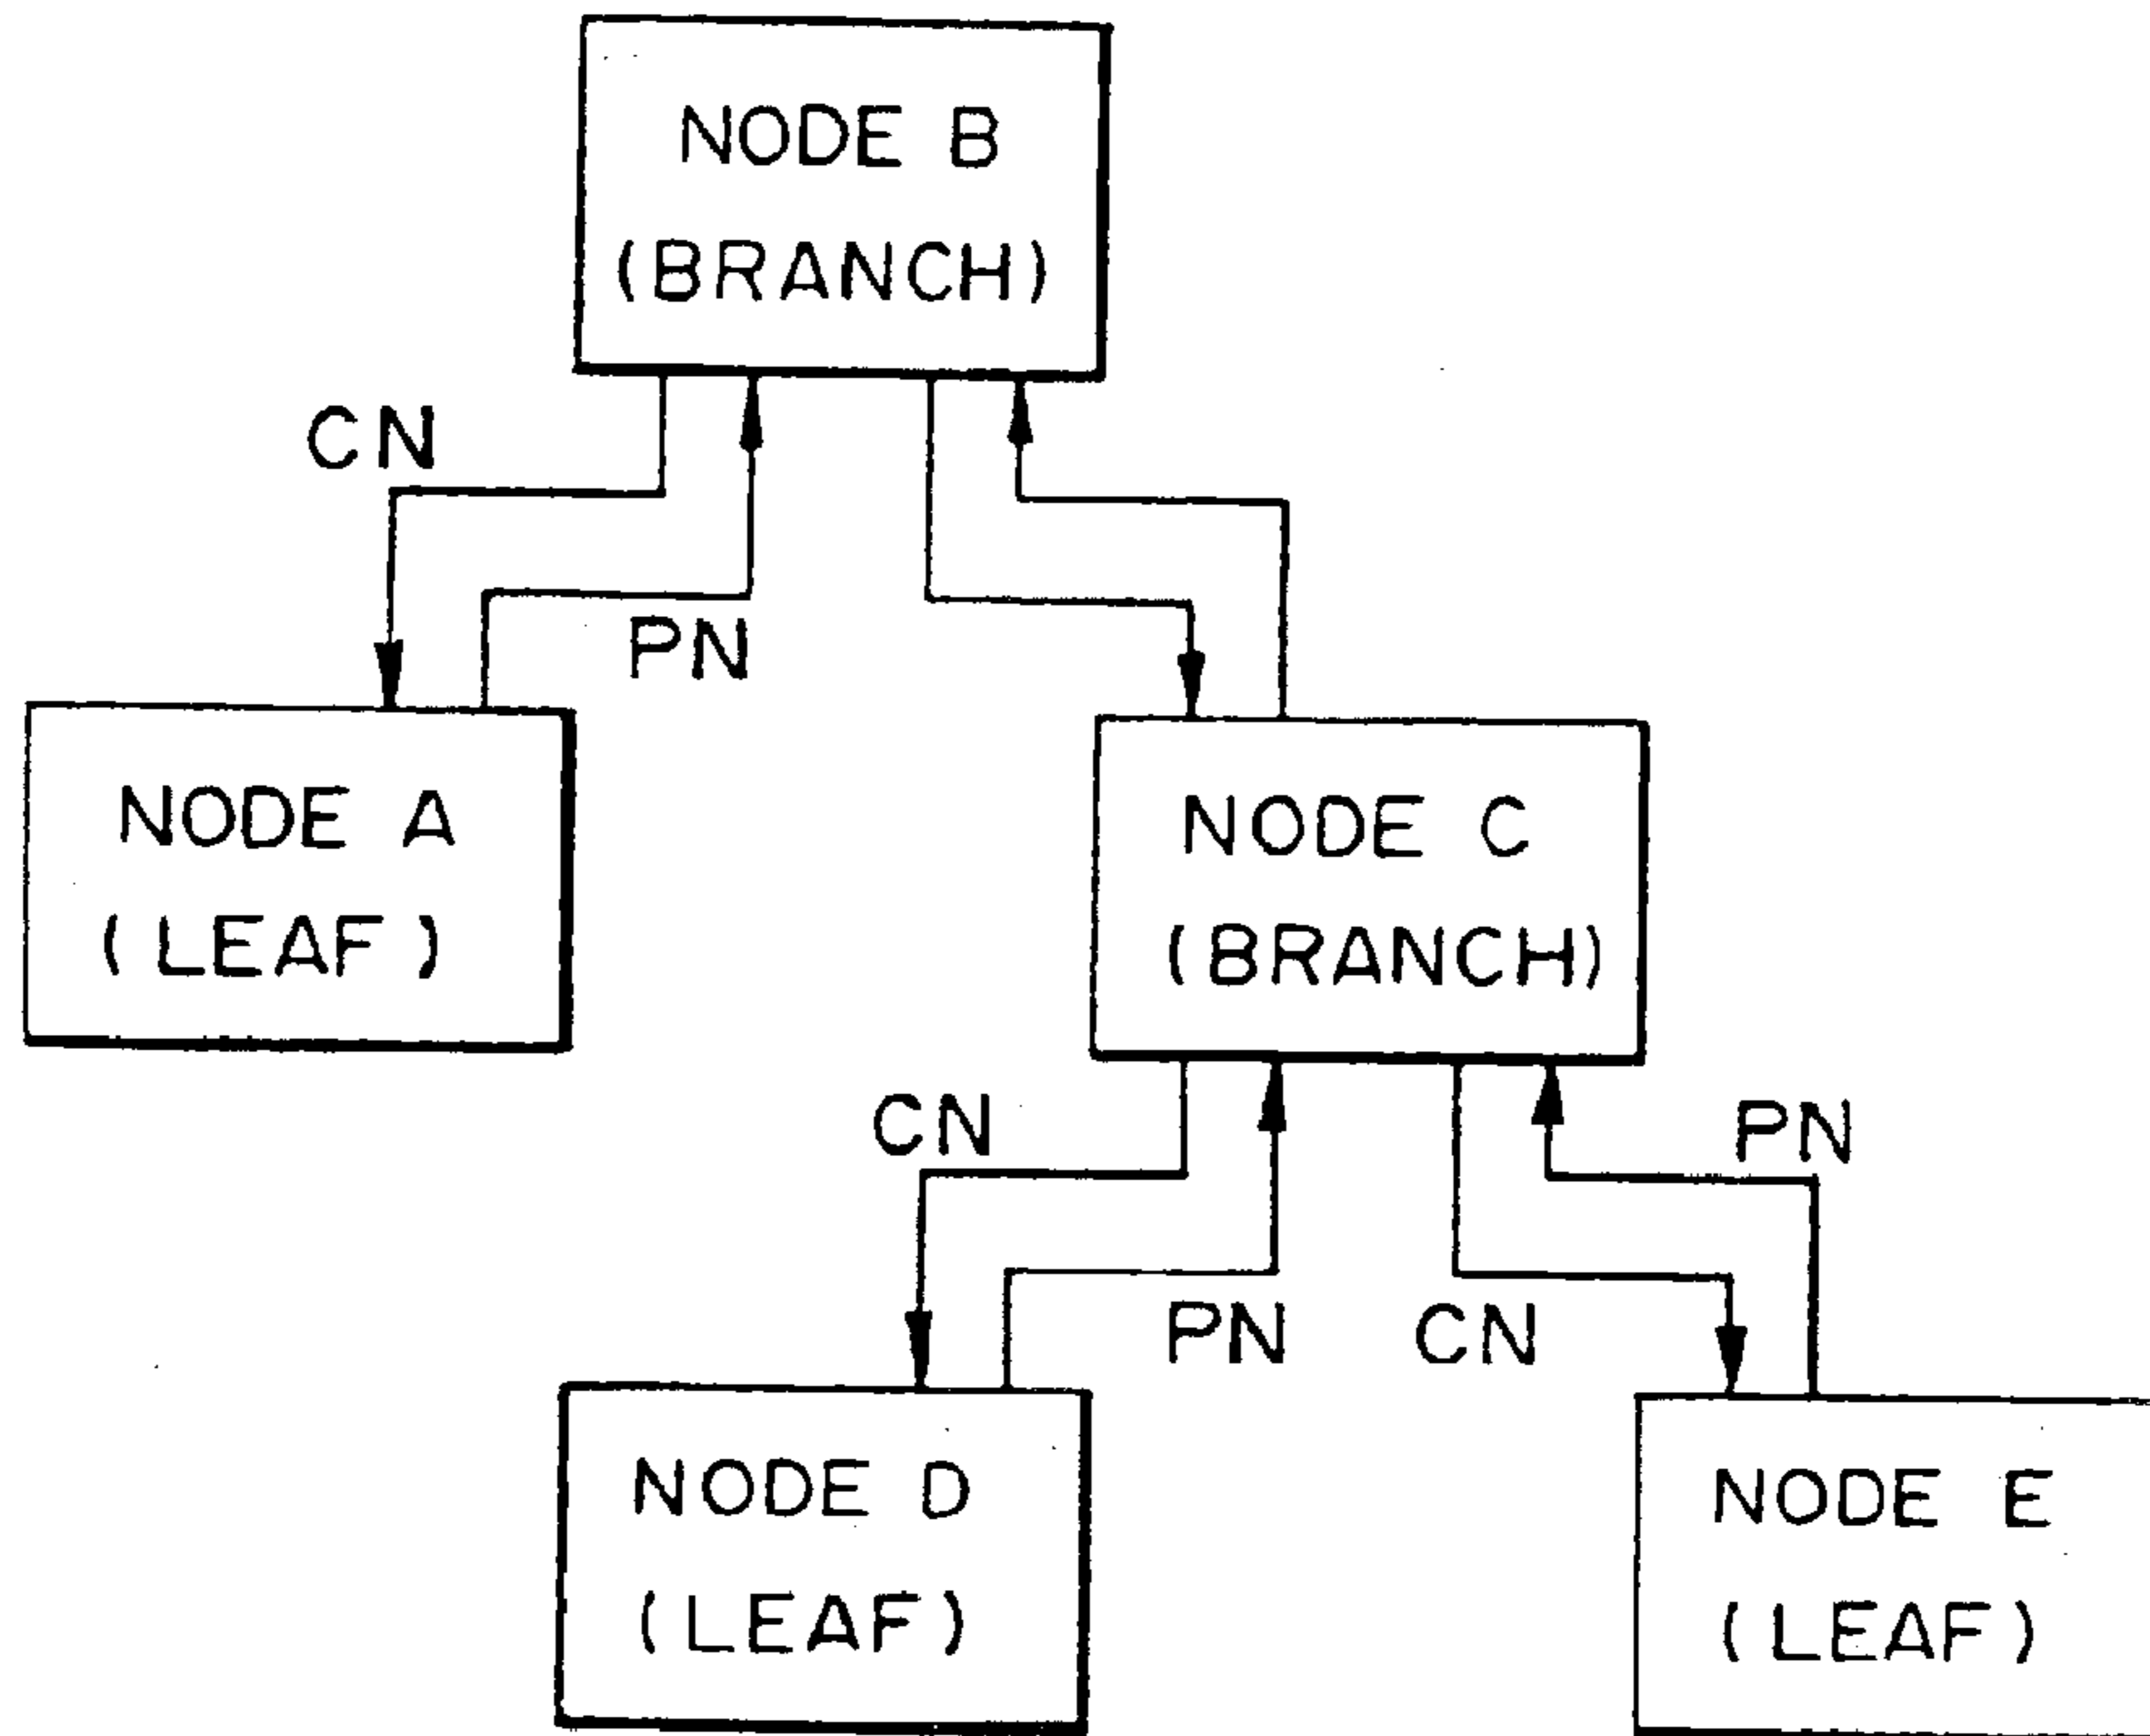 NODE B
(BRANCH)
CN
PN
NODE A
(LEAF)
NODE C
(BRANCH)
CN
PN
PN
CN
NODE D
(LEAF)
NODE E
(LEAF)